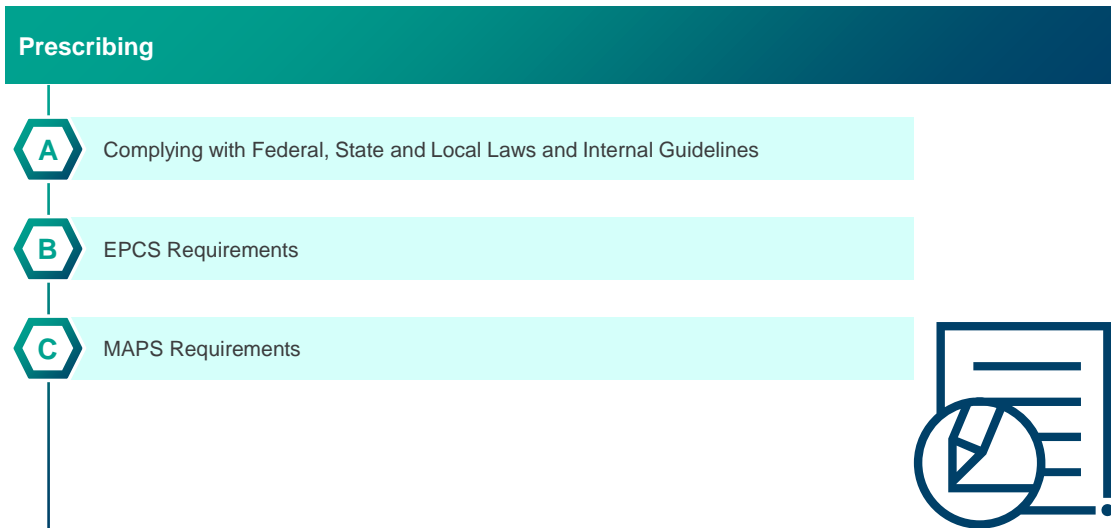 Prescribing
A
Complying with Federal, State and Local Laws and Internal Guidelines
B
EPCS Requirements
C
MAPS Requirements